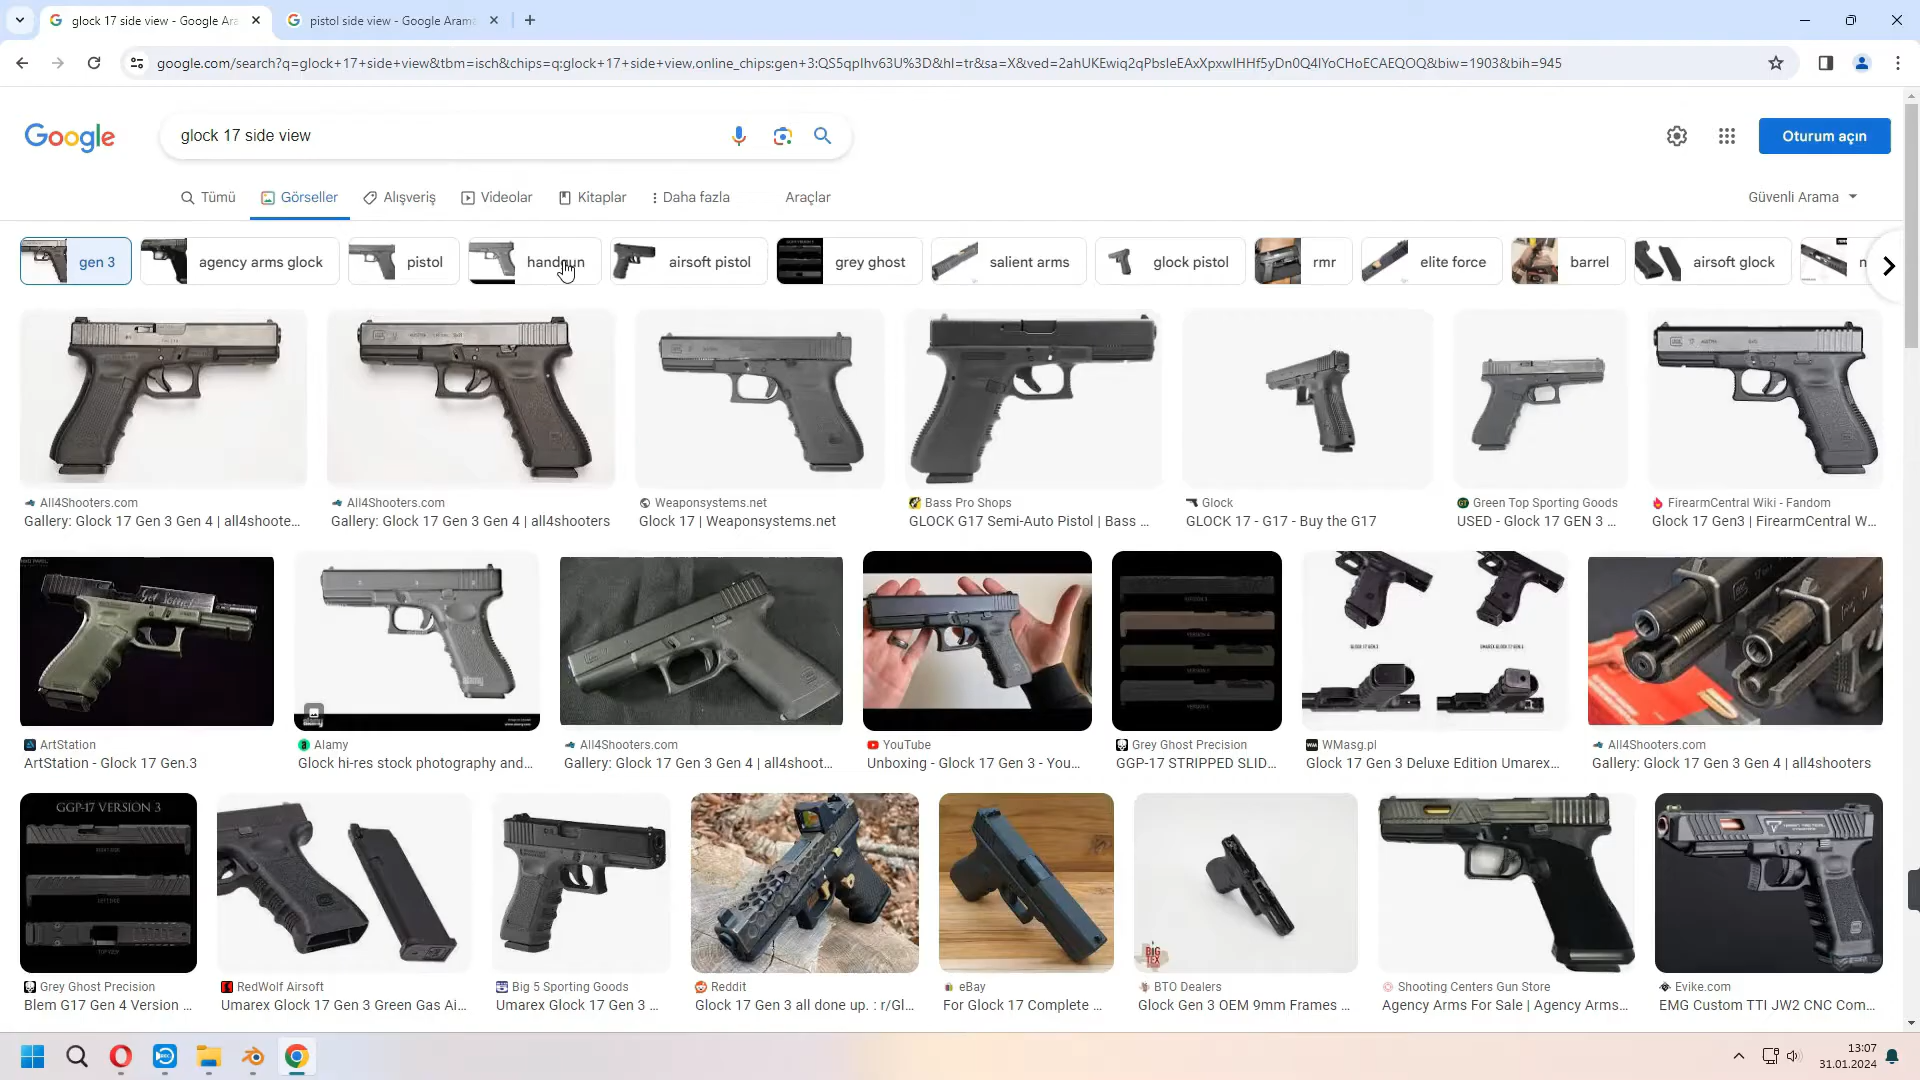 glock 17 side view - Google Ara
pistol side view - Google Arama
google.com/search?q=glock+17+side+view&tbm=isch&chips=q:glock+17+side+view,online_chips:gen+3:QS5qpIhv63U%3D&hl=tr&sa=X&ved=2ahUKEwiq2qPbsIeEAxXpxwIHHf5yDn0Q4lYoCHoECAEQOQ&biw=1903&bih=945
Google
glock 17 side view
Oturum açın
Tümü
Görseller
Alışveriş
Videolar
Kitaplar
Daha fazla
Araçlar
Güvenli Arama
gen 3
agency arms glock
pistol
handgun
airsoft pistol
grey ghost
salient arms
glock pistol
rmr
elite force
barrel
airsoft glock
All4Shooters.com
Gallery: Glock 17 Gen 3 Gen 4 | all4shoote...
All4Shooters.com
Gallery: Glock 17 Gen 3 Gen 4 | all4shooters
Weaponsystems.net
Glock 17 | Weaponsystems.net
Bass Pro Shops
GLOCK G17 Semi-Auto Pistol | Bass ...
Glock
GLOCK 17 - G17 - Buy the G17
Green Top Sporting Goods
USED - Glock 17 GEN 3 ...
FirearmCentral Wiki - Fandom
Glock 17 Gen3 | FirearmCentral W...
ArtStation
ArtStation - Glock 17 Gen.3
Alamy
Glock hi-res stock photography and...
All4Shooters.com
Gallery: Glock 17 Gen 3 Gen 4 | all4shoot...
YouTube
Unboxing - Glock 17 Gen 3 - You...
Grey Ghost Precision
GGP-17 STRIPPED SLID...
WMasg.pl
Glock 17 Gen 3 Deluxe Edition Umarex...
All4Shooters.com
Gallery: Glock 17 Gen 3 Gen 4 | all4shooters
GGP-17 VERSION 3
BIG
TEX
Grey Ghost Precision
Blem G17 Gen 4 Version ...
RedWolf Airsoft
Umarex Glock 17 Gen 3 Green Gas Ai...
Big 5 Sporting Goods
Umarex Glock 17 Gen 3 ...
Reddit
Glock 17 Gen 3 all done up. : r/Gl...
eBay
For Glock 17 Complete ...
BTO Dealers
Glock Gen 3 OEM 9mm Frames ...
Shooting Centers Gun Store
Agency Arms For Sale | Agency Arms...
Evike.com
EMG Custom TTI JW2 CNC Com...
13:07
31.01.2024